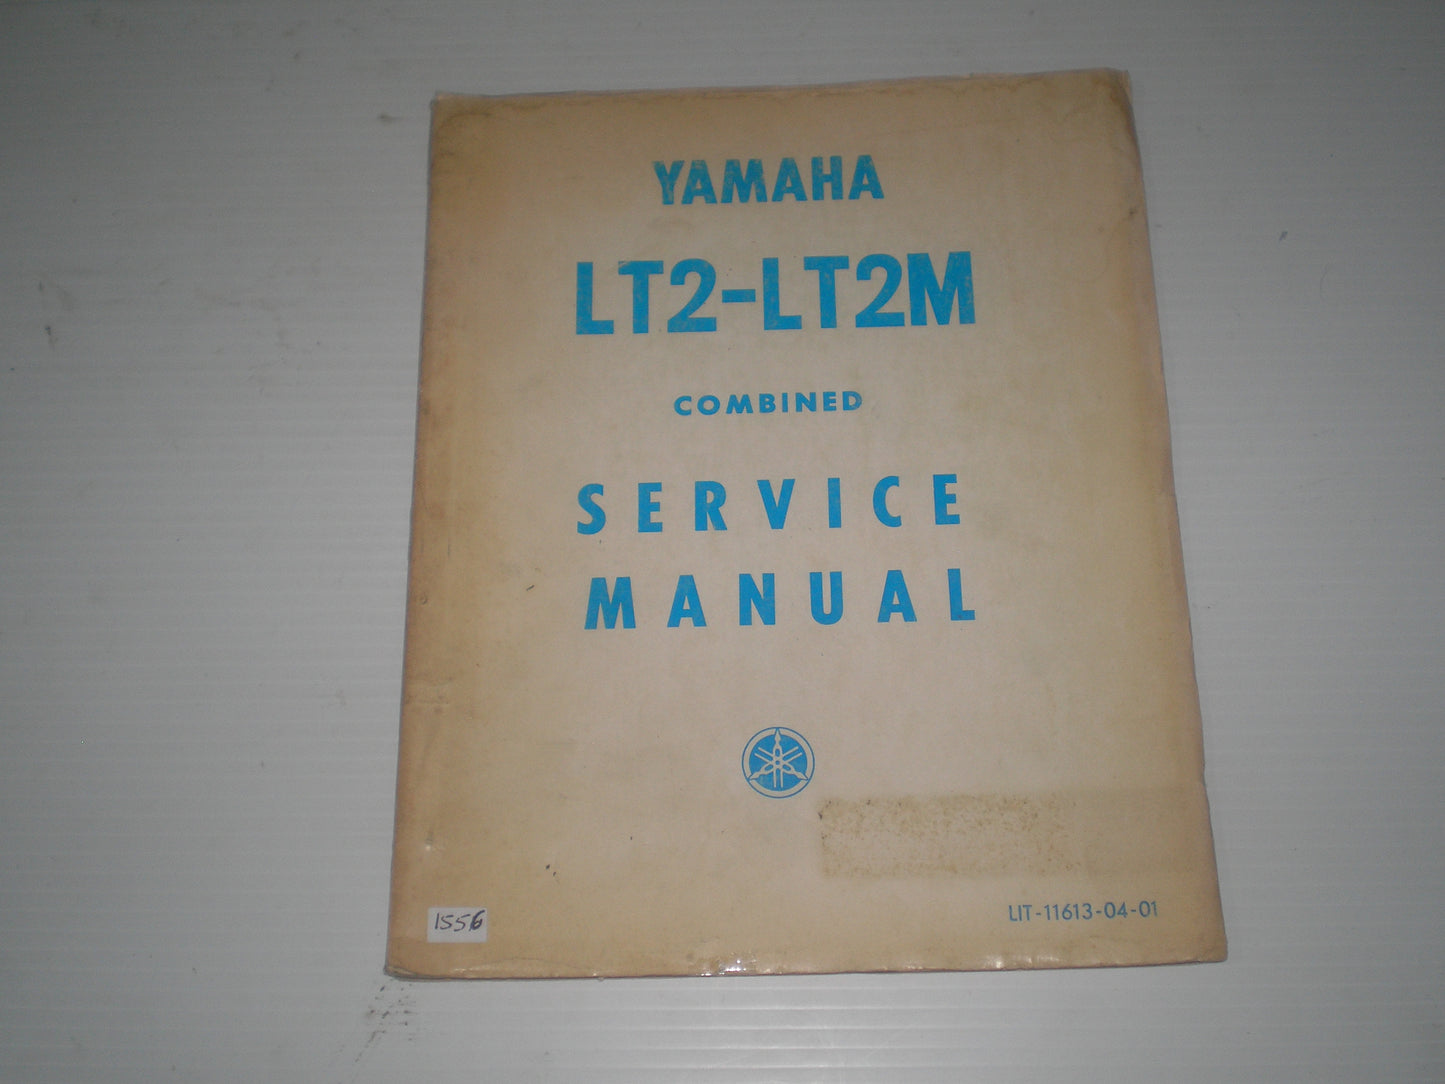 YAMAHA
LT2-LT2M
COMBINED
SERVICE
MANUAL
LIT-11613-04-01
1556